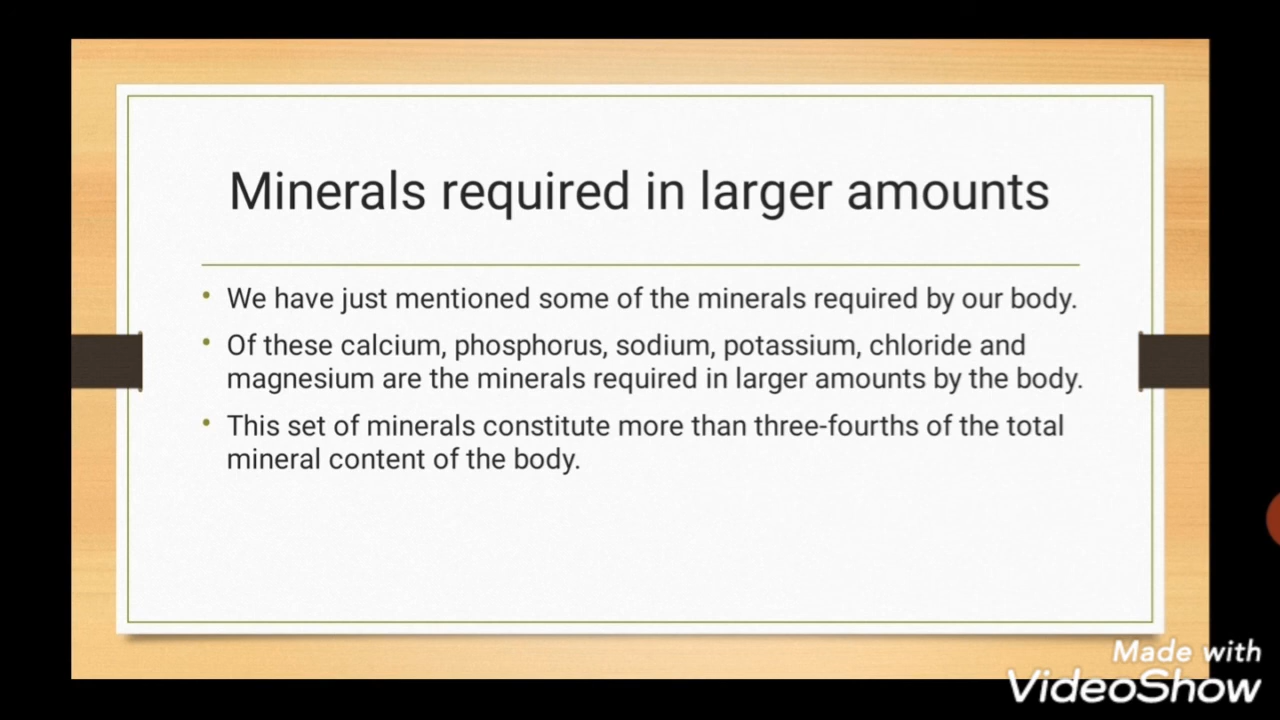 Minerals required in larger amounts
• We have just mentioned some of the minerals required by our body.
• Of these calcium, phosphorus, sodium, potassium, chloride and
magnesium are the minerals required in larger amounts by the body.
• This set of minerals constitute more than three-fourths of the total
mineral content of the body.
Made with
VideoShow